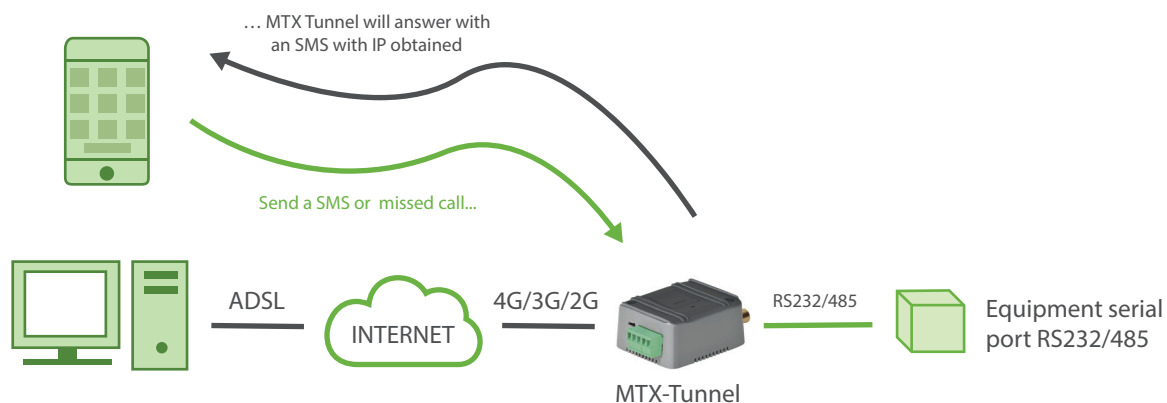 … MTX Tunnel will answer with
an SMS with IP obtained
Send a SMS or  missed call...
ADSL
INTERNET
4G/3G/2G
RS232/485
Equipment serial
port RS232/485
MTX-Tunnel